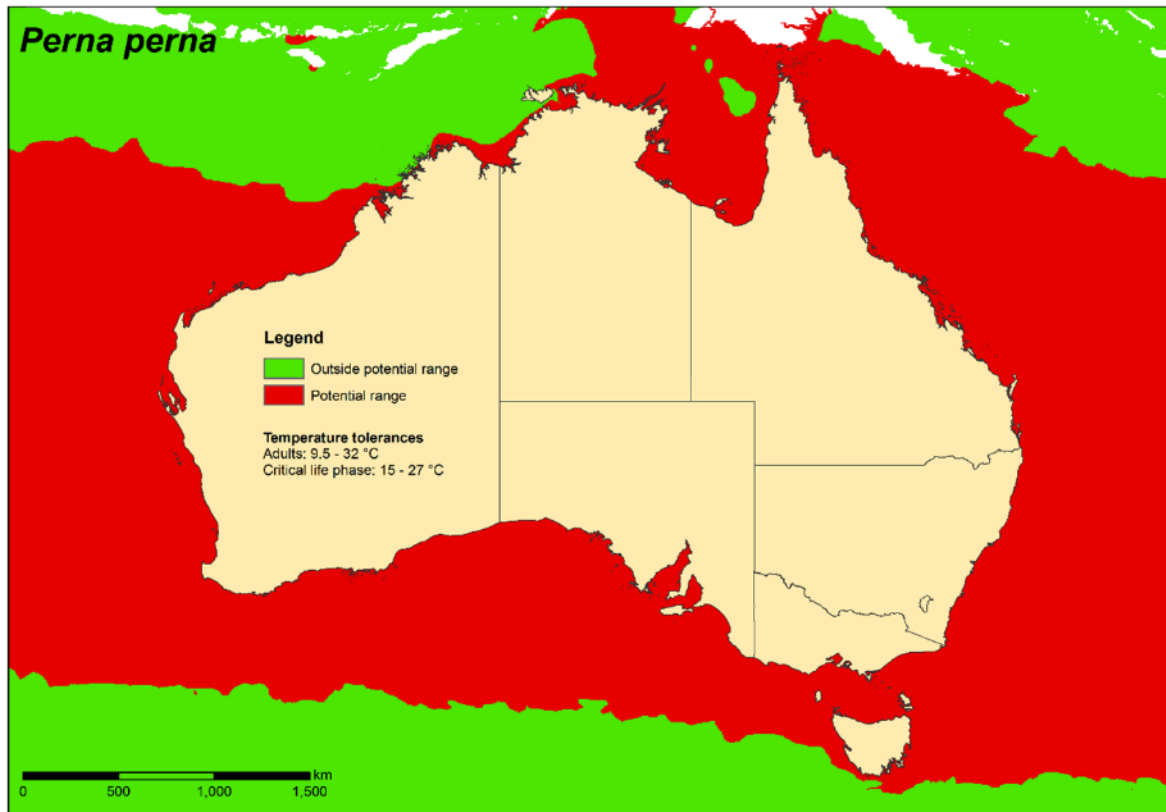 Perna perna
Legend
Outside potential range
Potential range
Temperature tolerances
Adults: 9.5 - 32 °C
Critical life phase: 15 - 27 °C
km
0 500 1,000 1,500